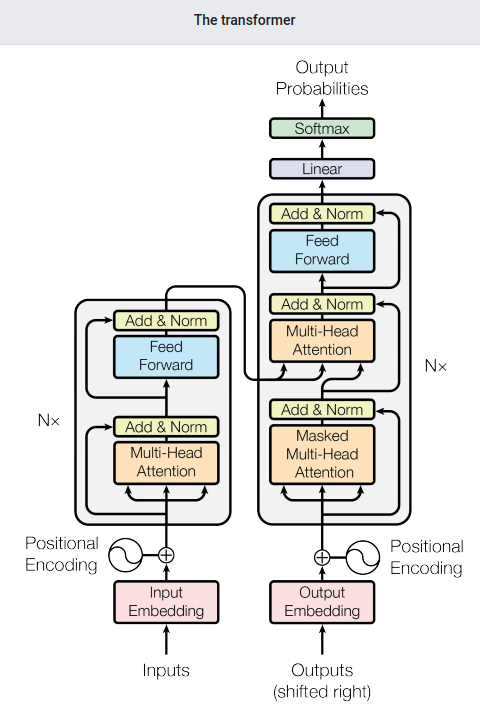 The transformer
Output
Probabilities
Softmax
Linear
Add & Norm
Feed
Forward
Add & Norm
Multi-Head
Attention
Nx
Add & Norm
Masked
Multi-Head
Attention
Add & Norm
Feed
Forward
Nx
Add & Norm
Multi-Head
Attention
Positional
Encoding
Positional
Encoding
Input
Embedding
Output
Embedding
Inputs
Outputs
(shifted right)